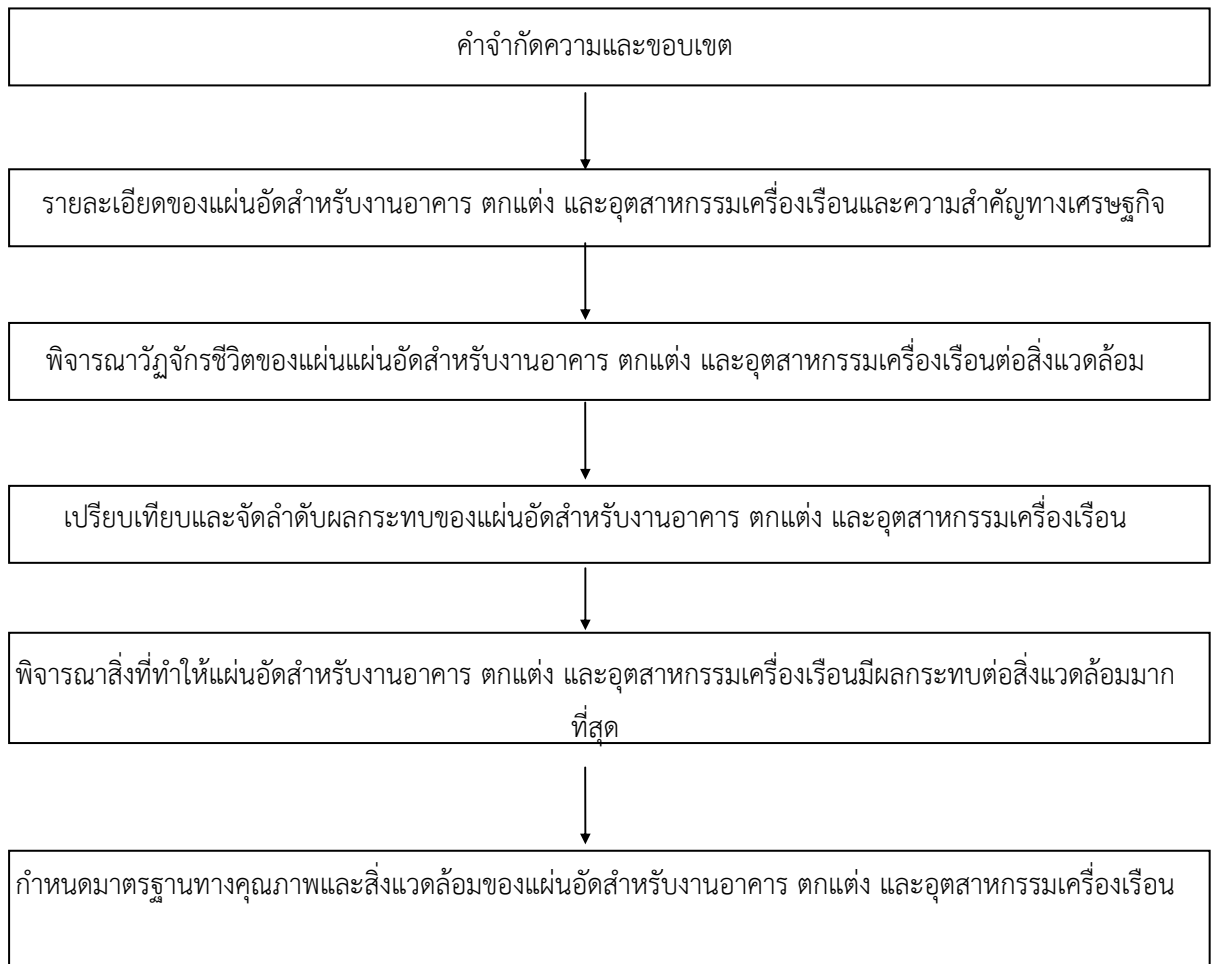 คำจำกัดความและขอบเขต
รายละเอียดของแผ่นอัดสำหรับงานอาคาร ตกแต่ง และอุตสาหกรรมเครื่องเรือนและความสำคัญทางเศรษฐกิจ
พิจารณาวัฏจักรชีวิตของแผ่นแผ่นอัดสำหรับงานอาคาร ตกแต่ง และอุตสาหกรรมเครื่องเรือนต่อสิ่งแวดล้อม
เปรียบเทียบและจัดลำดับผลกระทบของแผ่นอัดสำหรับงานอาคาร ตกแต่ง และอุตสาหกรรมเครื่องเรือน
พิจารณาสิ่งที่ทำให้แผ่นอัดสำหรับงานอาคาร ตกแต่ง และอุตสาหกรรมเครื่องเรือนมีผลกระทบต่อสิ่งแวดล้อมมาก
ที่สุด
กำหนดมาตรฐานทางคุณภาพและสิ่งแวดล้อมของแผ่นอัดสำหรับงานอาคาร ตกแต่ง และอุตสาหกรรมเครื่องเรือน